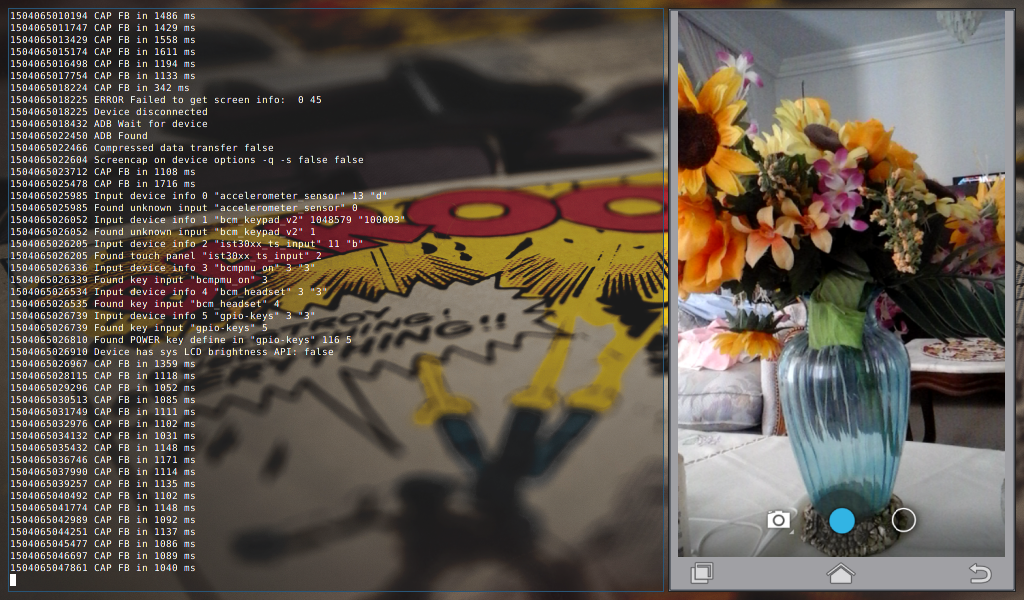 1504065010194 CAP FB in 1486 ms
1504065011747 CAP FB in 1429 ms
1504065013429 CAP FB in 1558 ms
1504065015174 CAP FB in 1611 ms
1504065016498 CAP FB in 1194 ms
1504065017754 CAP FB in 1133 ms
1504065018224 CAP FB in 342 ms
1504065018225 ERROR Failed to get screen info:  0 45
1504065018225 Device disconnected
1504065018432 ADB Wait for device
1504065022450 ADB Found
1504065022466 Compressed data transfer false
1504065022604 Screencap on device options -q -s false false
1504065023712 CAP FB in 1108 ms
1504065025478 CAP FB in 1716 ms
1504065025985 Input device info 0 "accelerometer_sensor" 13 "d"
1504065025985 Found unknown input "accelerometer_sensor" 0
1504065026052 Input device info 1 "bcm_keypad_v2" 1048579 "100003"
1504065026052 Found unknown input "bcm_keypad_v2" 1
1504065026205 Input device info 2 "ist30xx_ts_input" 11 "b"
1504065026205 Found touch panel "ist30xx_ts_input" 2
1504065026336 Input device info 3 "bcmpmu_on" 3 "3"
1504065026339 Found key input "bcmpmu_on" 3
1504065026534 Input device info 4 "bcm_headset" 3 "3"
1504065026535 Found key input "bcm_headset" 4
1504065026739 Input device info 5 "gpio-keys" 3 "3"
1504065026739 Found key input "gpio-keys" 5
1504065026810 Found POWER key define in "gpio-keys" 116 5
1504065026910 Device has sys LCD brightness API: false
1504065026967 CAP FB in 1359 ms
1504065028115 CAP FB in 1118 ms
1504065029296 CAP FB in 1052 ms
1504065030513 CAP FB in 1085 ms
1504065031749 CAP FB in 1111 ms
1504065032976 CAP FB in 1102 ms
1504065034132 CAP FB in 1031 ms
1504065035432 CAP FB in 1148 ms
1504065036746 CAP FB in 1171 ms
1504065037990 CAP FB in 1114 ms
1504065039257 CAP FB in 1135 ms
1504065040492 CAP FB in 1102 ms
1504065041774 CAP FB in 1148 ms
1504065042989 CAP FB in 1092 ms
1504065044251 CAP FB in 1137 ms
1504065045477 CAP FB in 1086 ms
1504065046697 CAP FB in 1089 ms
1504065047861 CAP FB in 1040 ms